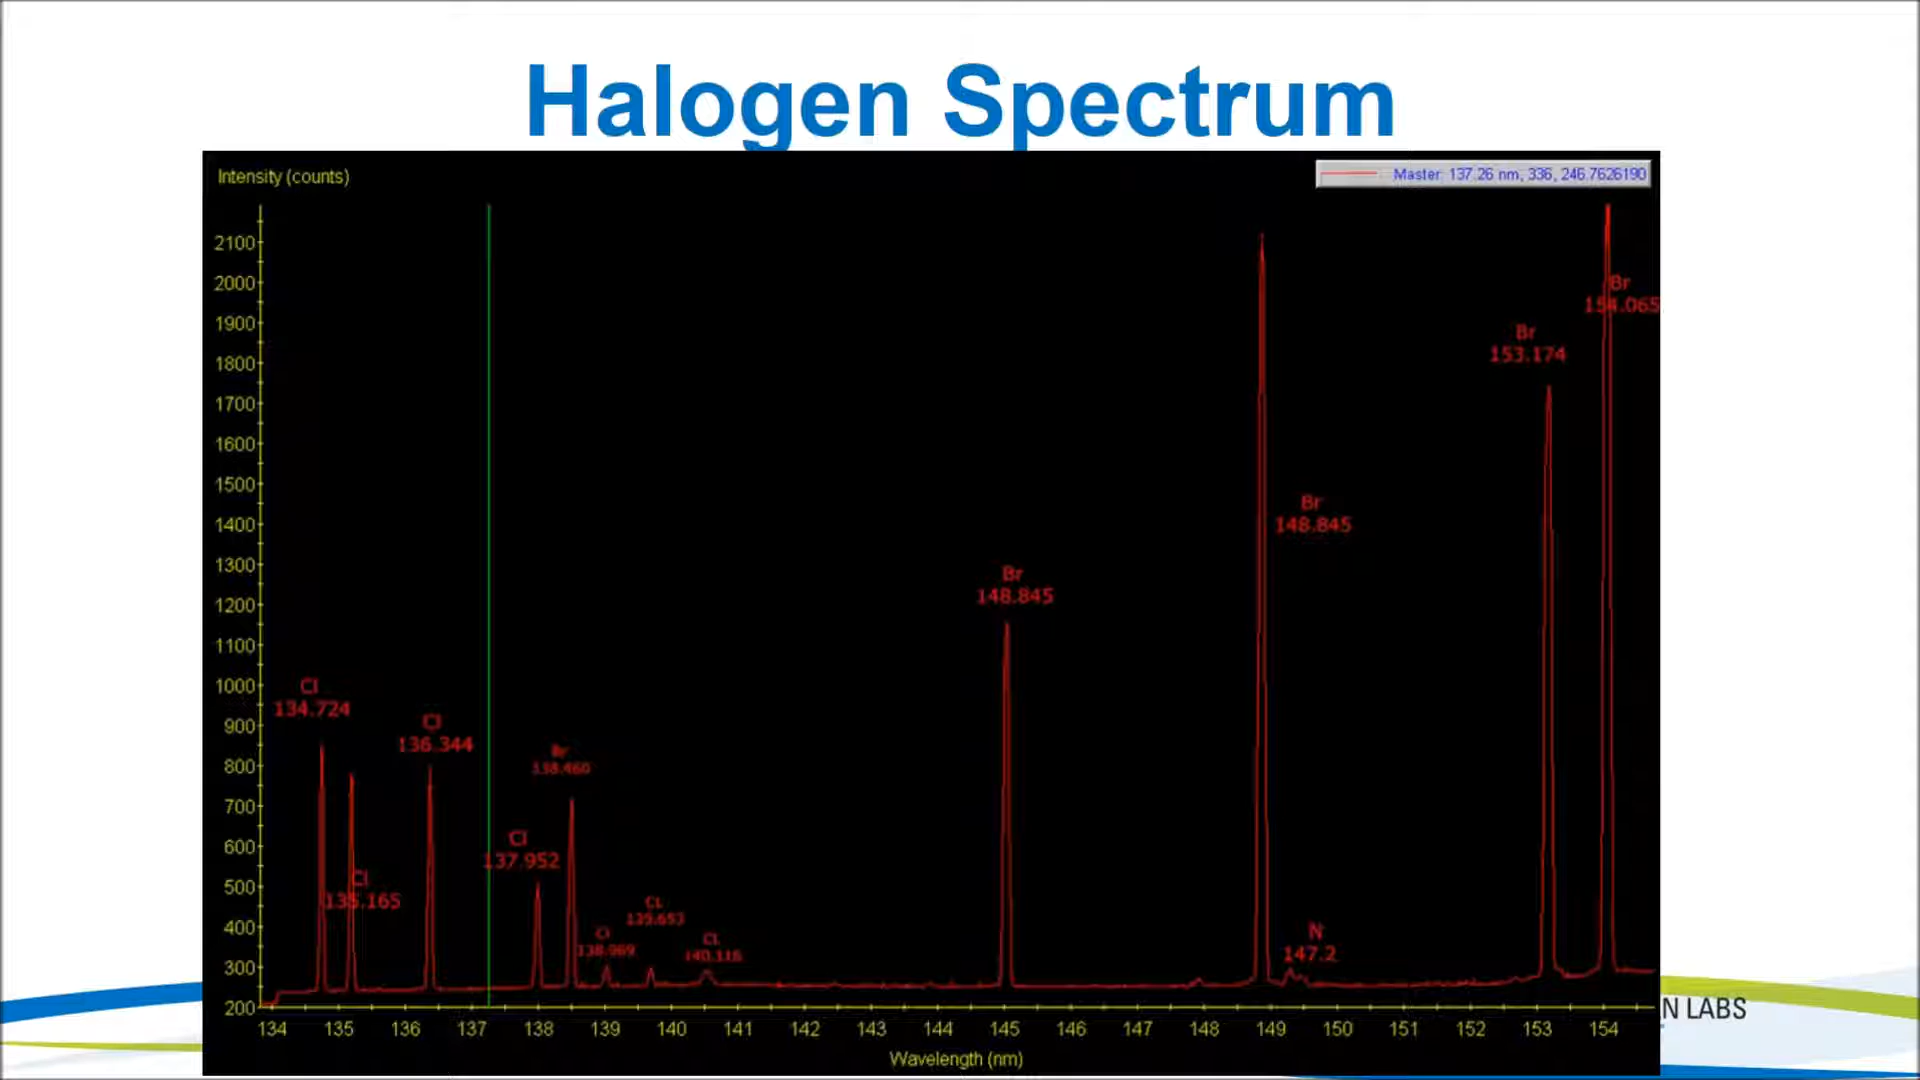 Halogen Spectrum
Intensity (counts)
Master: 137.26 nm, 336, 246.7626190
2100
2000
1900
1800
1700
1600
1500
1400
1300
1200
1100
1000
900
800
700
600
500
400
300
200
Br
154.065
Br
153.174
Br
148.845
Br
148.845
Cl
134.724
Cl
136.344
Br
138.460
Cl
137.952
Cl
135.165
CL
139.653
Cl
138.989
CL
N
147.2
N LABS
134 135 136 137 138 139 140 141 142 143 144 145 146 147 148 149 150 151 152 153 154
Wavelength (nm)